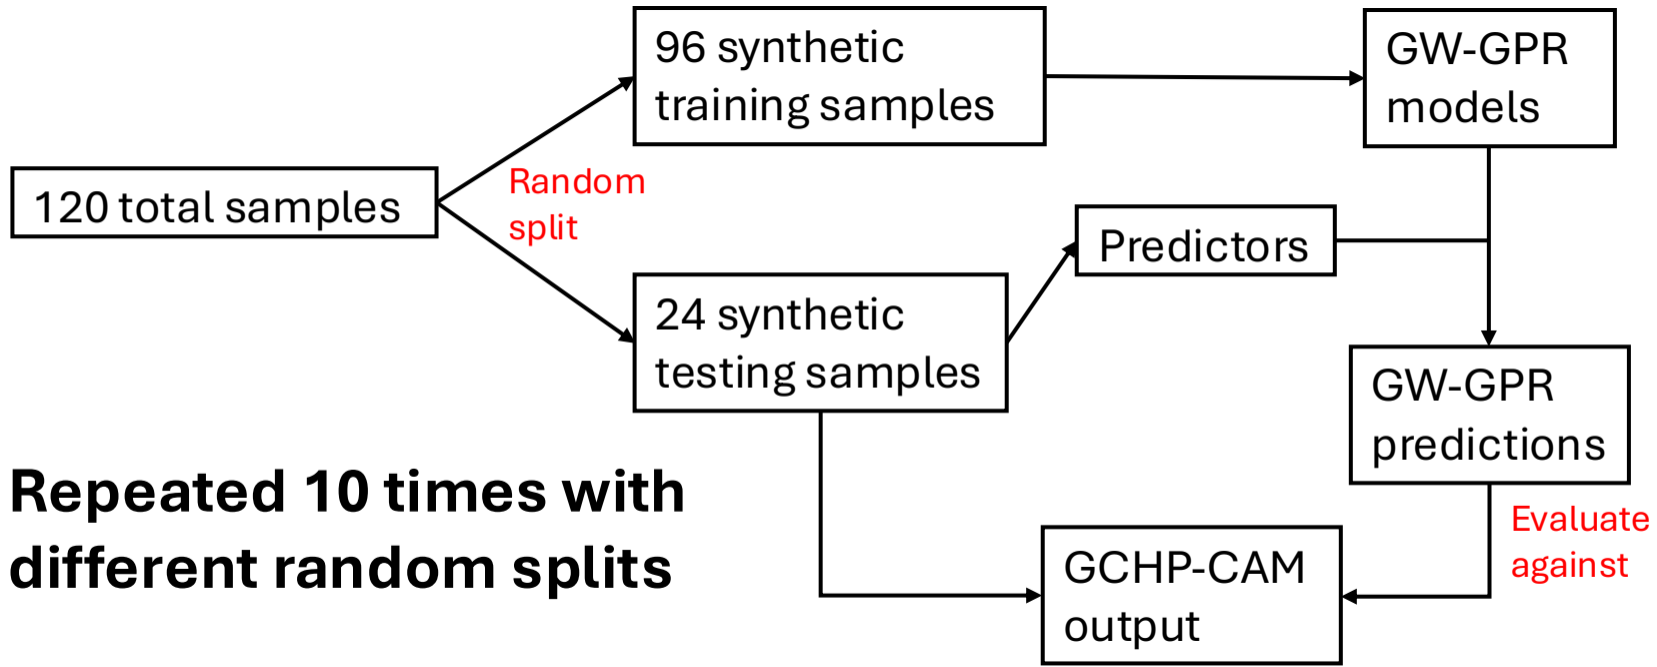 120 total samples
Random
split
96 synthetic
training samples
24 synthetic
testing samples
GW-GPR
models
Predictors
GW-GPR
predictions
Evaluate
against
GCHP-CAM
output
Repeated 10 times with
different random splits